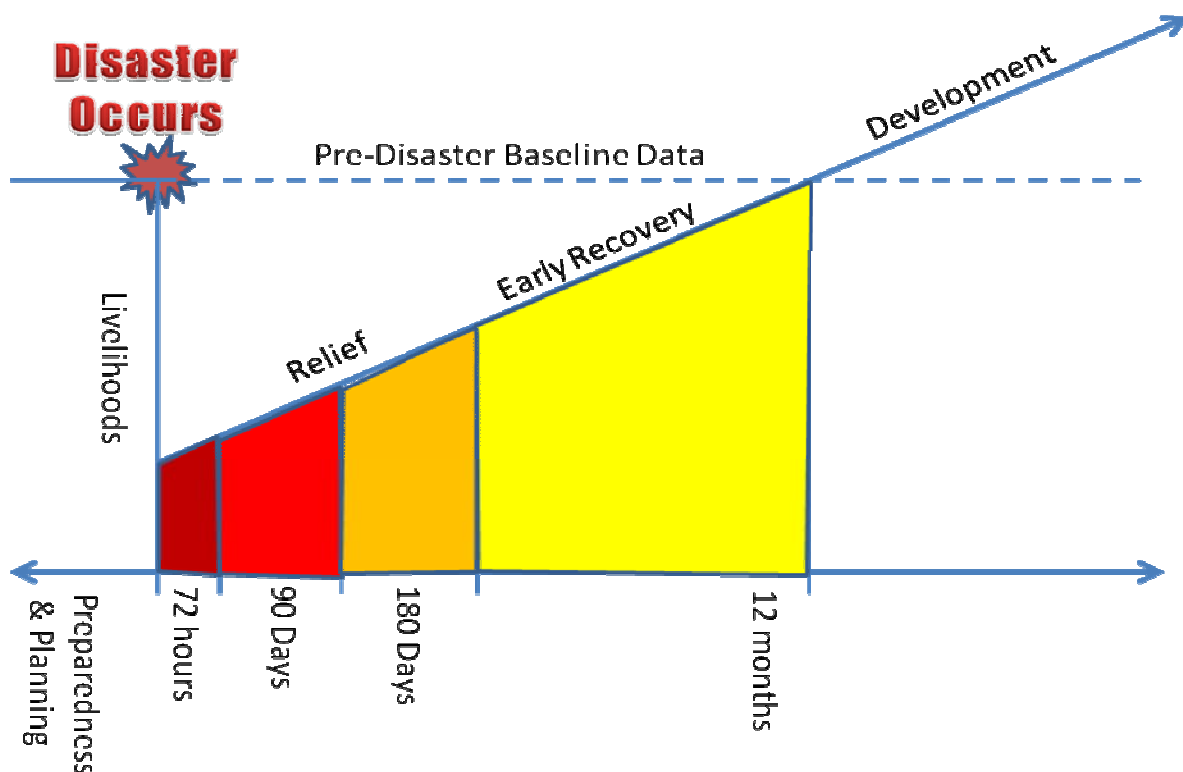 Disaster
Occurs
Pre-Disaster Baseline Data
Development
Early Recovery
Relief
Livelihoods
Preparedness
& Planning
72 hours
90 Days
180 Days
12 months